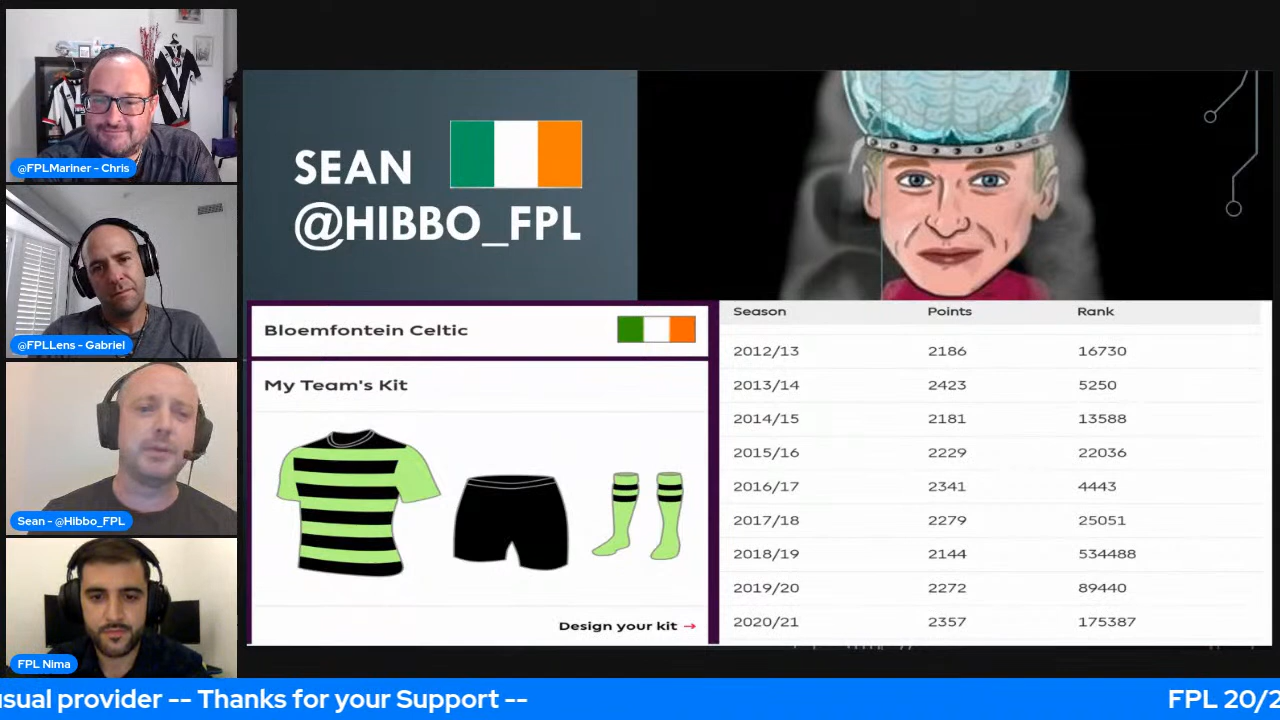 @FPLMariner - Chris
@FPLLens - Gabriel
Sean - @Hibbo_FPL
FPL Nima
SEAN
@HIBBO_FPL
Bloemfontein Celtic
My Team's Kit
Design your kit →
Season Points Rank
2012/13 2186 16730
2013/14 2423 5250
2014/15 2181 13588
2015/16 2229 22036
2016/17 2341 4443
2017/18 2279 25051
2018/19 2144 534488
2019/20 2272 89440
2020/21 2357 175387
usual provider -- Thanks for your Support -- FPL 20/2